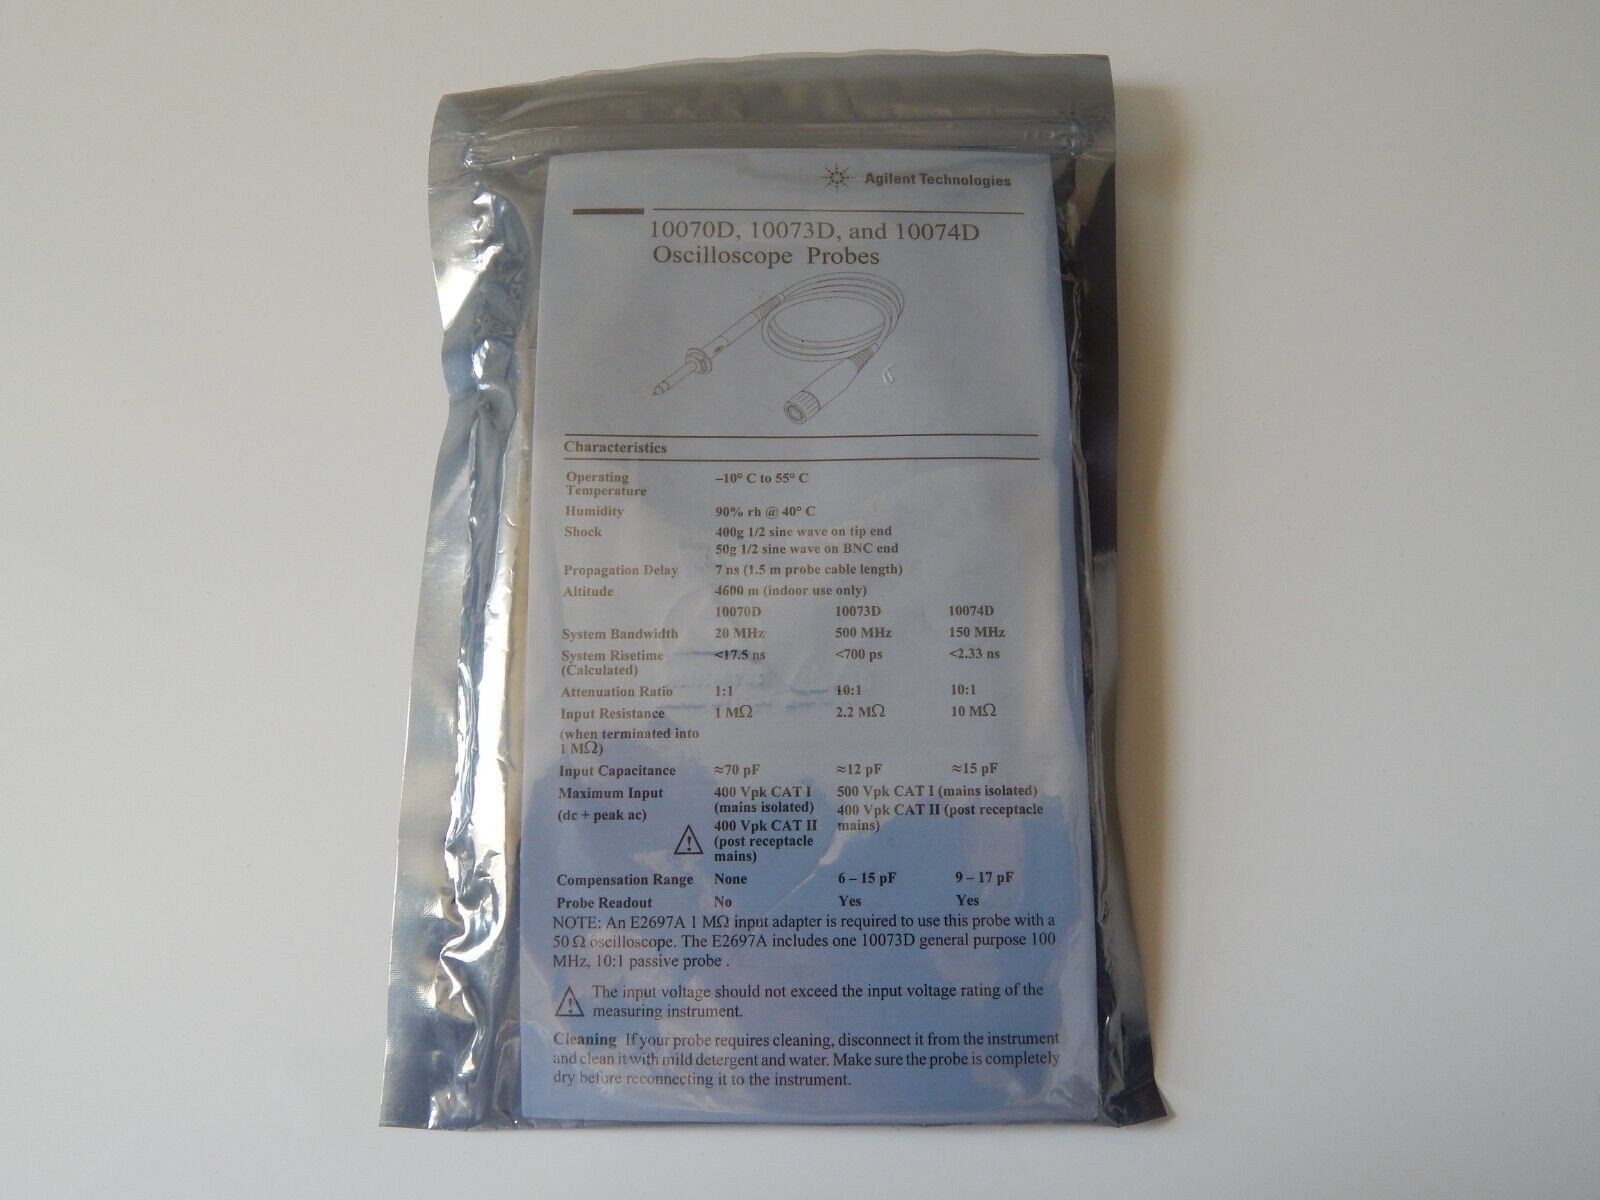 Agilent Technologies
10070D, 10073D, and 10074D
Oscilloscope Probes
Characteristics
Operating Temperature –10° C to 55° C
Humidity 90% rh @ 40° C
Shock 400g 1/2 sine wave on tip end
50g 1/2 sine wave on BNC end
Propagation Delay 7 ns (1.5 m probe cable length)
Altitude 4600 m (indoor use only)
10070D 10073D 10074D
System Bandwidth 20 MHz 500 MHz 150 MHz
System Risetime <17.5 ns <700 ps <2.33 ns
(Calculated)
Attenuation Ratio 1:1 10:1 10:1
Input Resistance 1 MΩ 2.2 MΩ 10 MΩ
(when terminated into
1 MΩ)
Input Capacitance ≈70 pF ≈12 pF ≈15 pF
Maximum Input 400 Vpk CAT I 500 Vpk CAT I (mains isolated)
(dc + peak ac) (mains isolated) 400 Vpk CAT II (post receptacle
400 Vpk CAT II mains)
(post receptacle
mains)
Compensation Range None 6 – 15 pF 9 – 17 pF
Probe Readout No Yes Yes
NOTE: An E2697A 1 MΩ input adapter is required to use this probe with a
50 Ω oscilloscope. The E2697A includes one 10073D general purpose 100
MHz, 10:1 passive probe .
The input voltage should not exceed the input voltage rating of the
measuring instrument.
Cleaning If your probe requires cleaning, disconnect it from the instrument
and clean it with mild detergent and water. Make sure the probe is completely
dry before reconnecting it to the instrument.